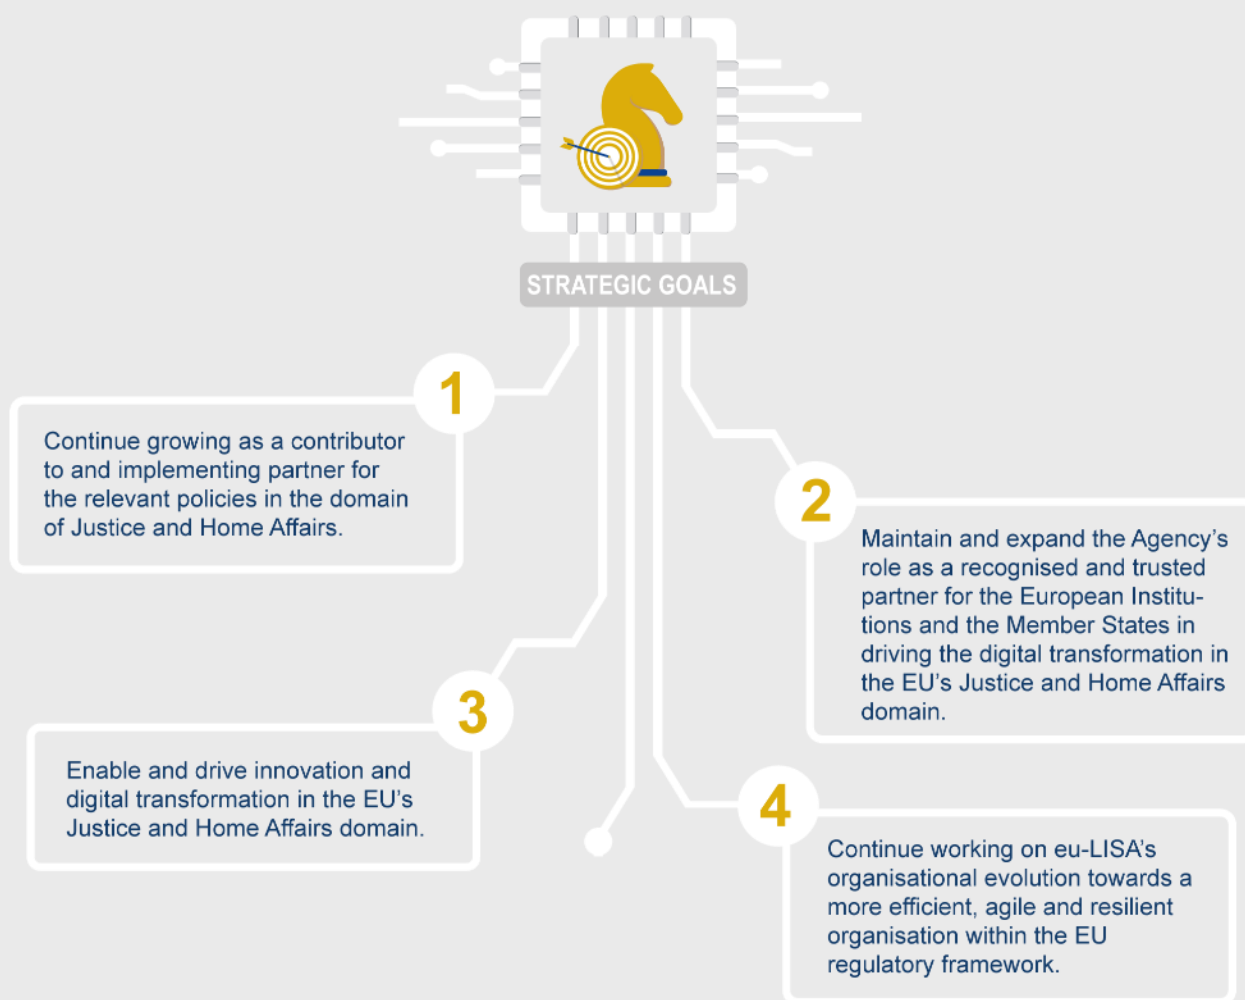 STRATEGIC GOALS
1
Continue growing as a contributor
to and implementing partner for
the relevant policies in the domain
of Justice and Home Affairs.
2
Maintain and expand the Agency’s
role as a recognised and trusted
partner for the European Institu-
tions and the Member States in
driving the digital transformation in
the EU’s Justice and Home Affairs
domain.
3
Enable and drive innovation and
digital transformation in the EU’s
Justice and Home Affairs domain.
4
Continue working on eu-LISA’s
organisational evolution towards a
more efficient, agile and resilient
organisation within the EU
regulatory framework.